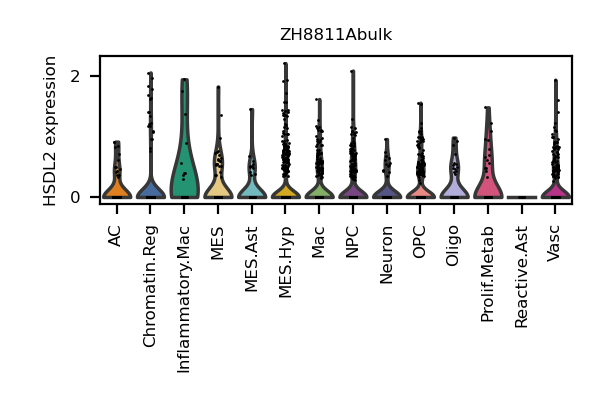 ZH8811Abulk
HSDL2 expression
2
0
AC
Chromatin.Reg
Inflammatory.Mac
MES
MES.Ast
MES.Hyp
Mac
NPC
Neuron
OPC
Oligo
Prolif.Metab
Reactive.Ast
Vasc